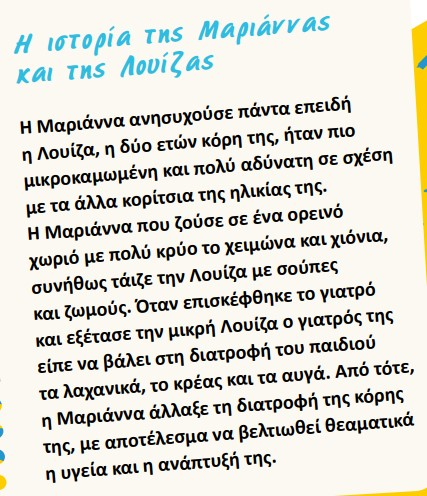 Η ιστορία της Μαριάννας
και της Λουίζας
Η Μαριάννα ανησυχούσε πάντα επειδή
η Λουίζα, η δύο ετών κόρη της, ήταν πιο
μικροκαμωμένη και πολύ αδύνατη σε σχέση
με τα άλλα κορίτσια της ηλικίας της.
Η Μαριάννα που ζούσε σε ένα ορεινό
χωριό με πολύ κρύο το χειμώνα και χιόνια,
συνήθως τάιζε την Λουίζα με σούπες
και ζωμούς. Όταν επισκέφθηκε το γιατρό
και εξέτασε την μικρή Λουίζα ο γιατρός της
είπε να βάλει στη διατροφή του παιδιού
τα λαχανικά, το κρέας και τα αυγά. Από τότε,
η Μαριάννα άλλαξε τη διατροφή της κόρης
της, με αποτέλεσμα να βελτιωθεί θεαματικά
η υγεία και η ανάπτυξή της.